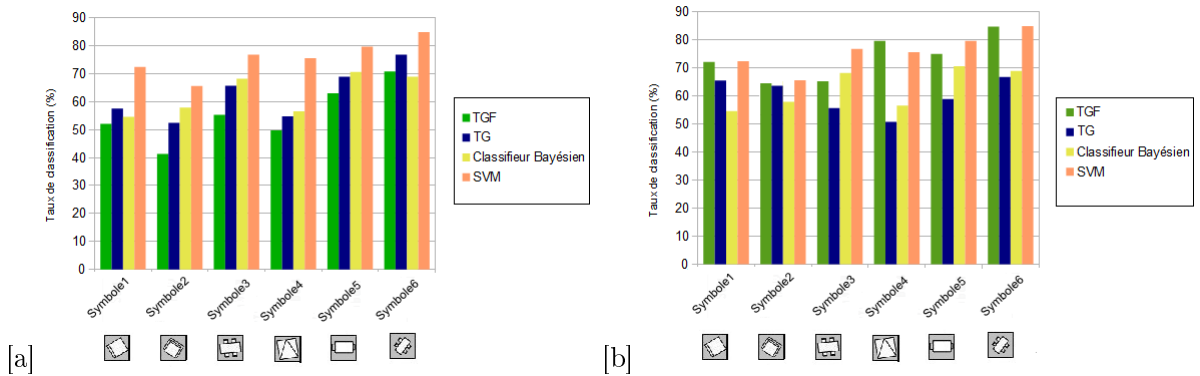 90
80
70
60
50
40
30
20
10
0
Taux de classification (%)
Symbole1
Symbole2
Symbole3
Symbole4
Symbole5
Symbole6
TGF
TG
Classifieur Bayésien
SVM
[a]
90
80
70
60
50
40
30
20
10
0
Taux de classification (%)
Symbole1
Symbole2
Symbole3
Symbole4
Symbole5
Symbole6
TGF
TG
Classifieur Bayésien
SVM
[b]